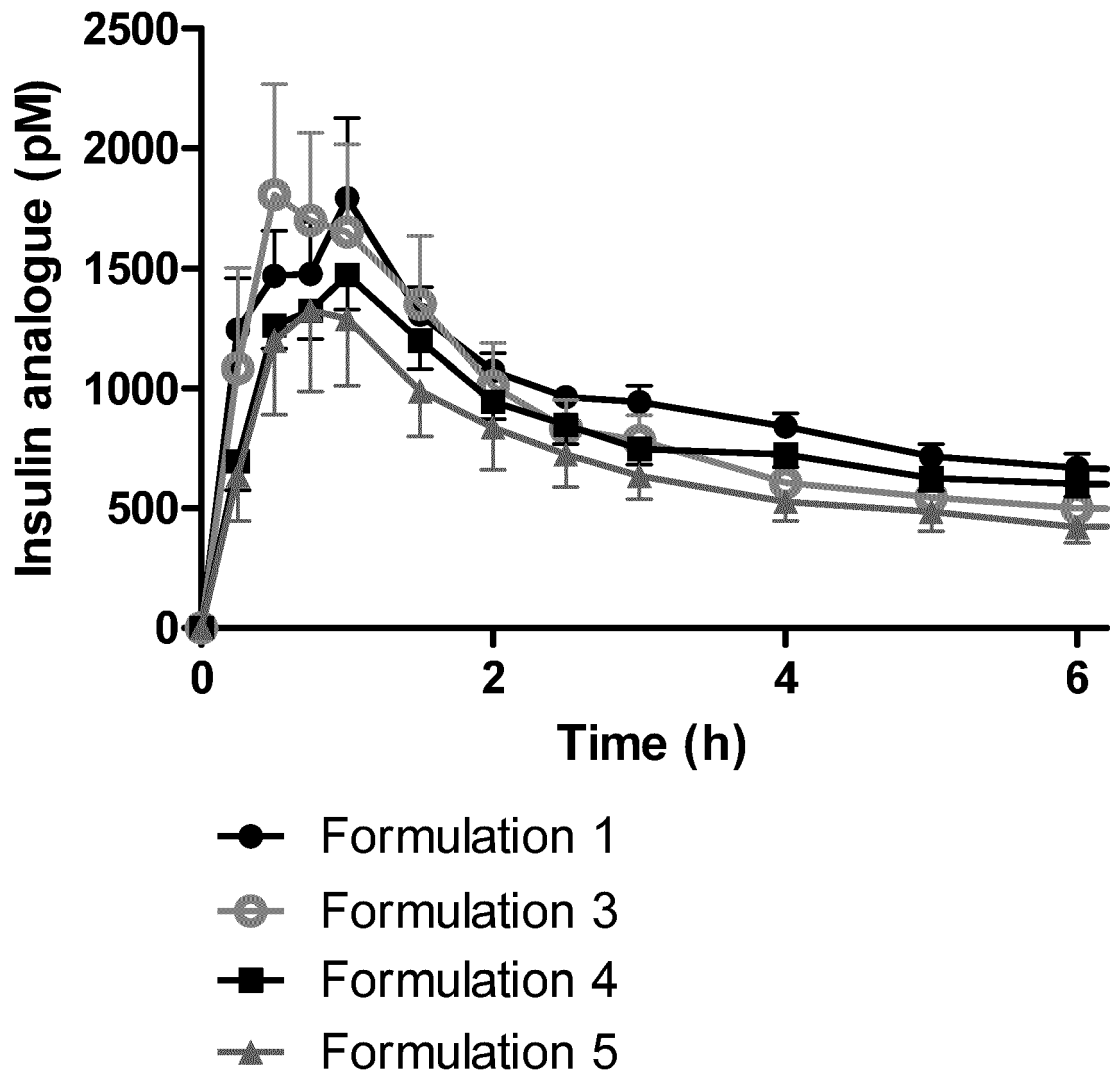 Insulin analogue (pM)
2500
2000
1500
1000
500
0
0 2 4 6
Time (h)
Formulation 1
Formulation 3
Formulation 4
Formulation 5